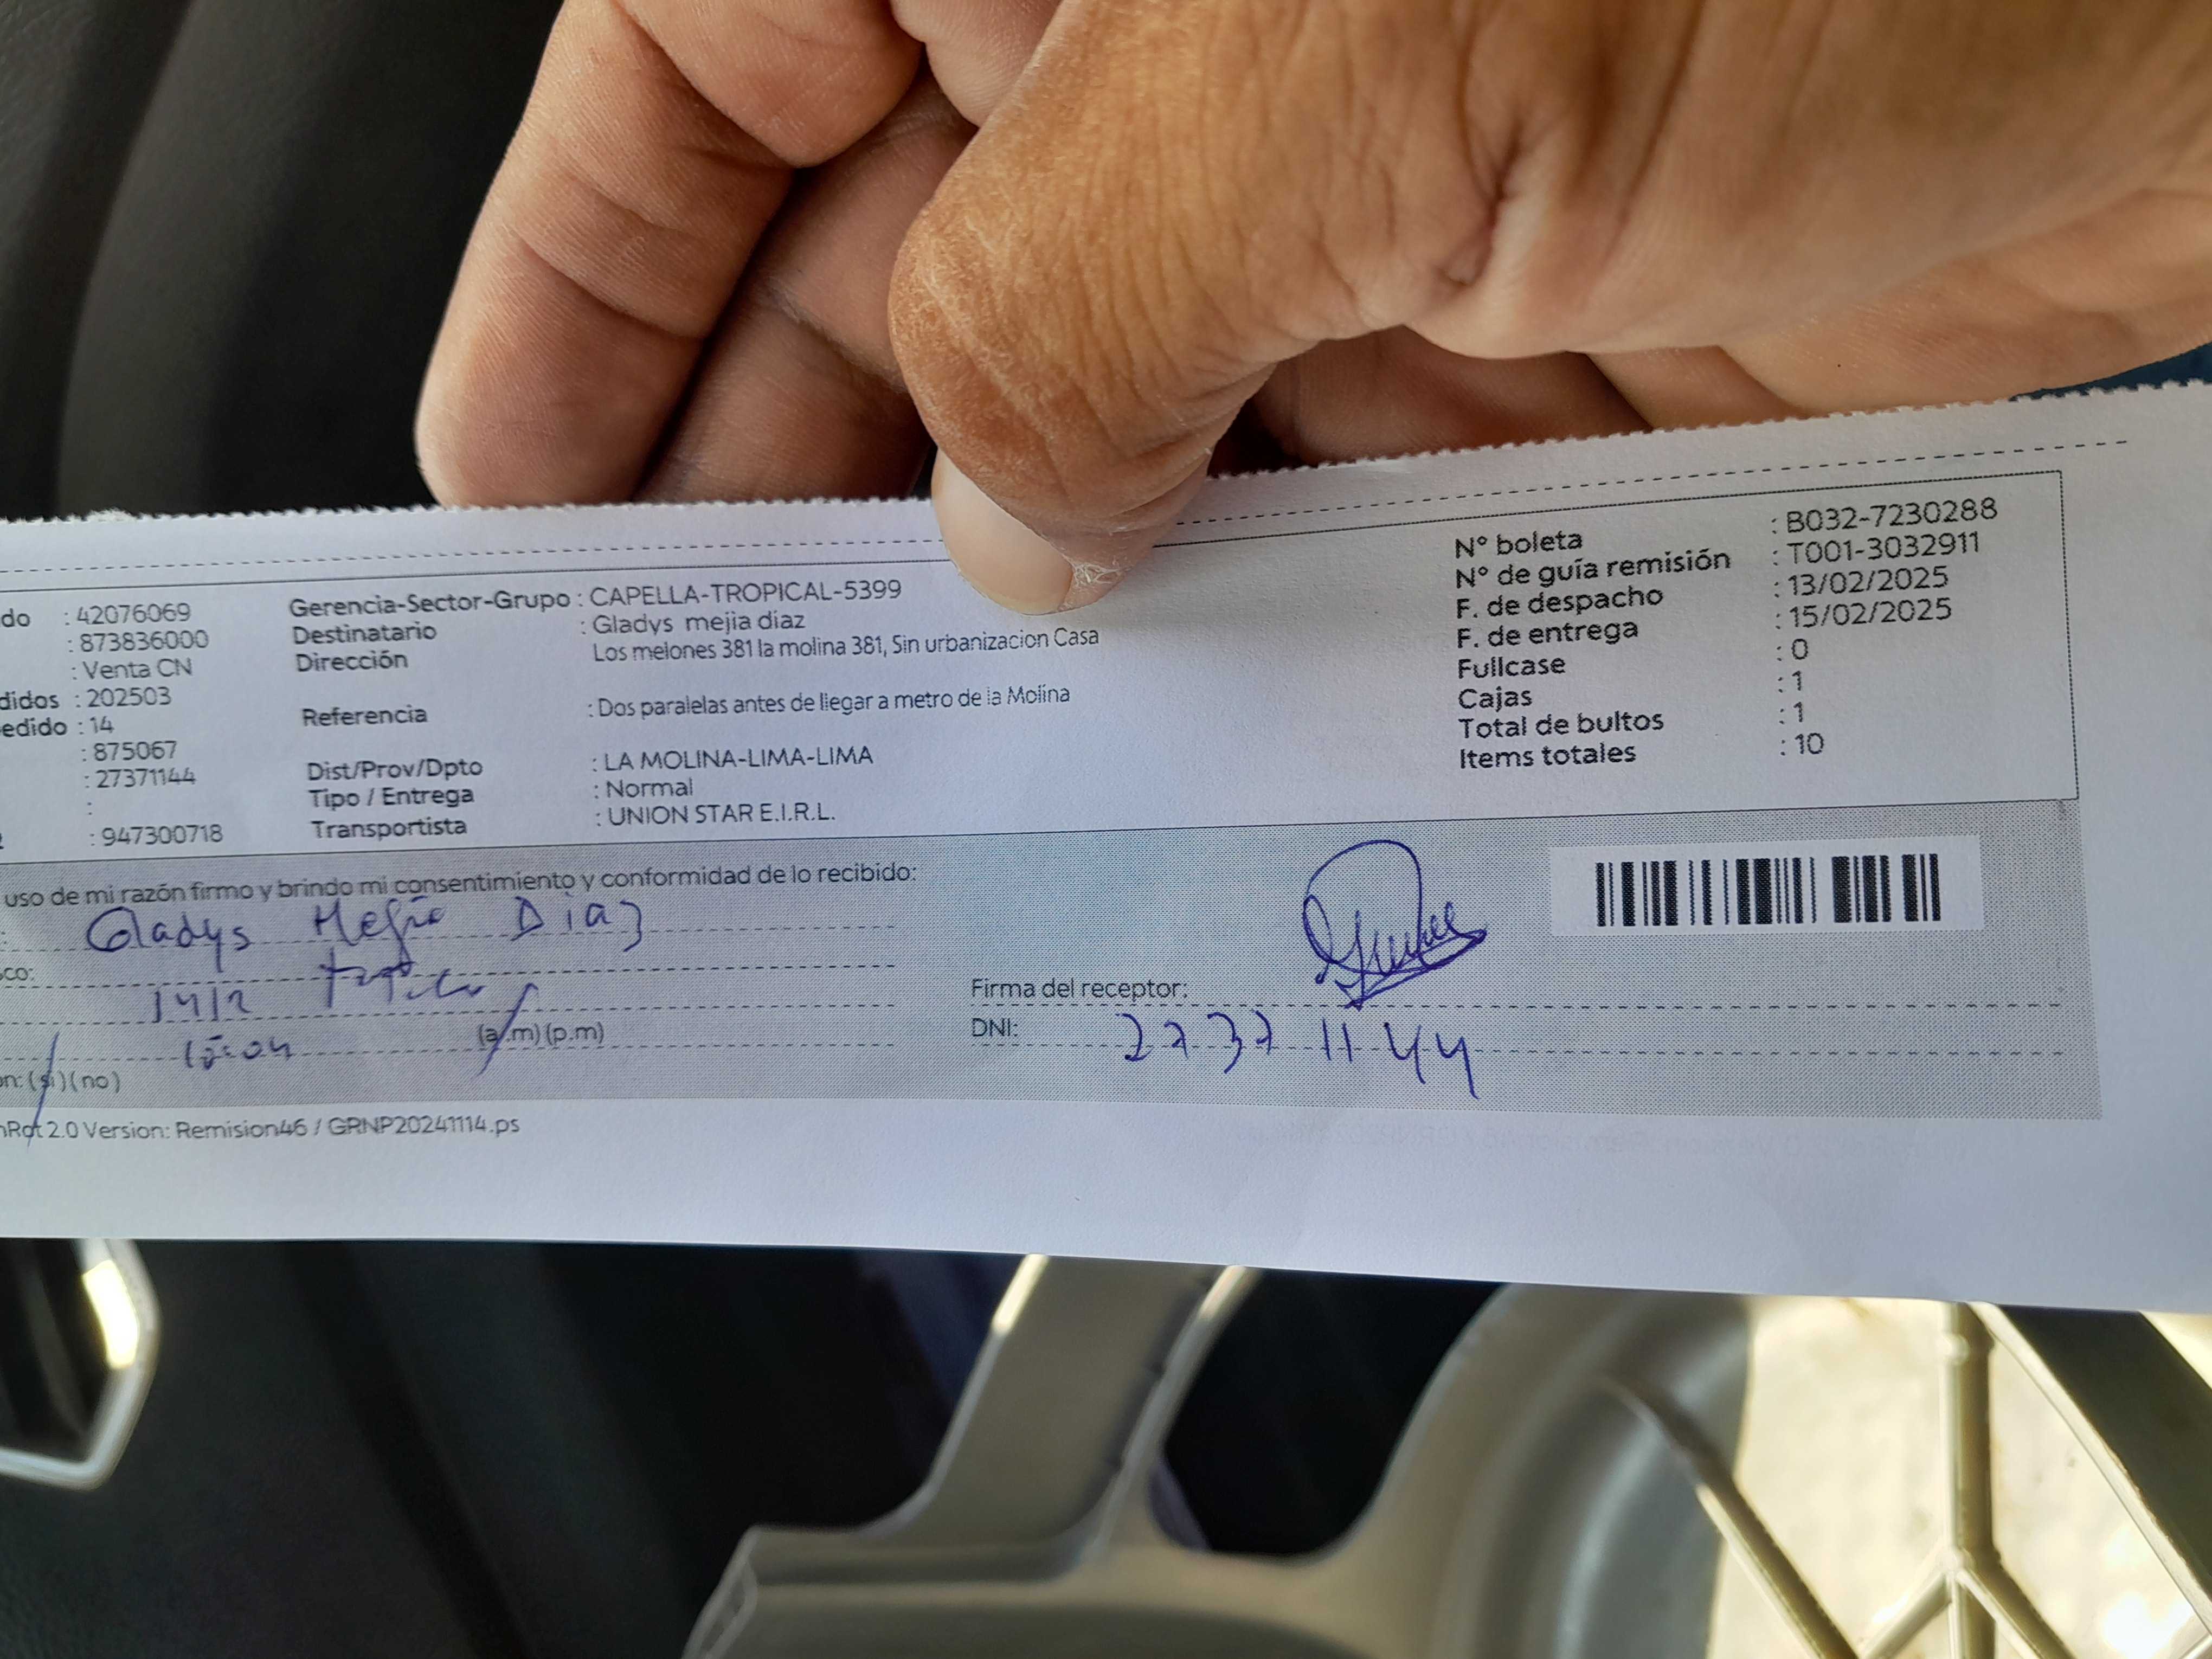 do : 42076069
: 873836000
: Venta CN
didos : 202503
edido : 14
: 875067
: 27371144
:
: 947300718
Gerencia-Sector-Grupo : CAPELLA-TROPICAL-5399
Destinatario : Gladys mejia diaz
Dirección Los melones 381 la molina 381, Sin urbanizacion Casa
Referencia : Dos paralelas antes de llegar a metro de la Molina
Dist/Prov/Dpto : LA MOLINA-LIMA-LIMA
Tipo / Entrega : Normal
Transportista : UNION STAR E.I.R.L.
N° boleta : B032-7230288
N° de guía remisión : T001-3032911
F. de despacho : 13/02/2025
F. de entrega : 15/02/2025
Fullcase : 0
Cajas : 1
Total de bultos : 1
Items totales : 10
uso de mi razón firmo y brindo mi consentimiento y conformidad de lo recibido:
: Gladys Mejia Diaz
sco:
14/2
(a.m) (p.m)
on: (si) (no)
Firma del receptor:
DNI: 27371144
nRot 2.0 Version: Remision46 / GRNP20241114.ps